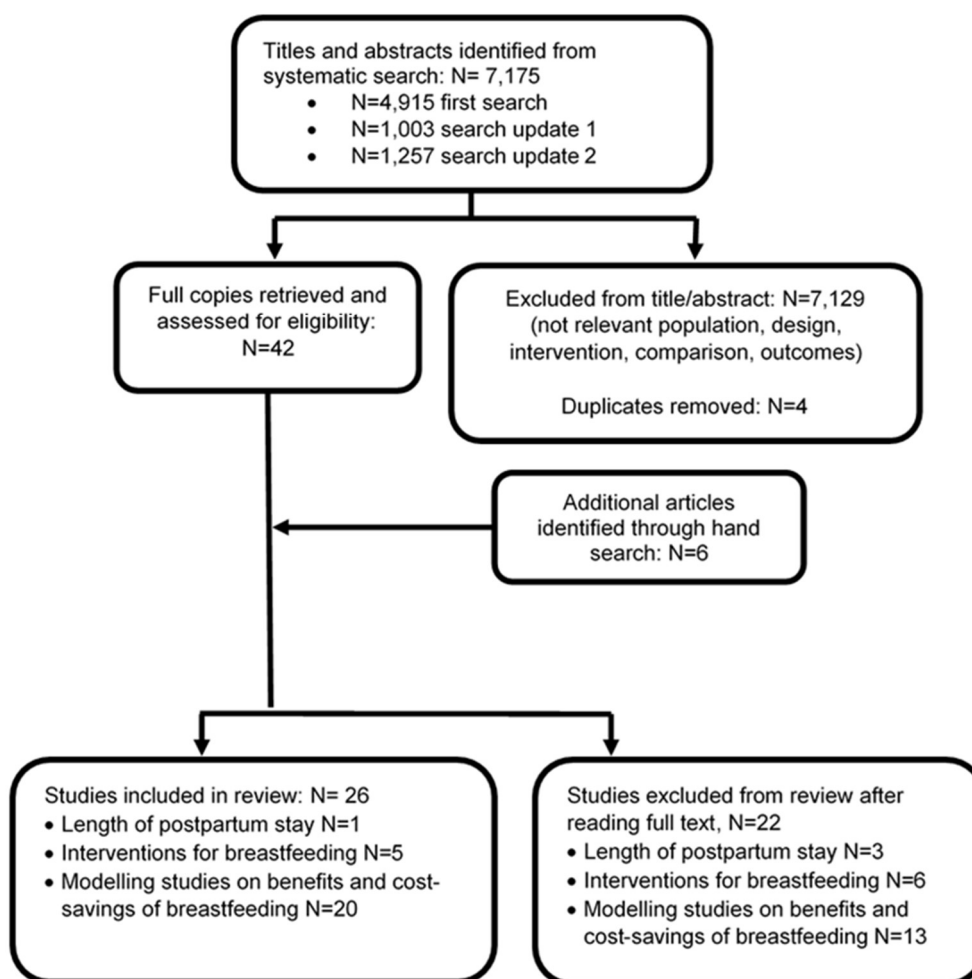 Titles and abstracts identified from
systematic search: N= 7,175
• N=4,915 first search
• N=1,003 search update 1
• N=1,257 search update 2
Full copies retrieved and
assessed for eligibility:
N=42
Excluded from title/abstract: N=7,129
(not relevant population, design,
intervention, comparison, outcomes)
Duplicates removed: N=4
Additional articles
identified through hand
search: N=6
Studies included in review: N= 26
• Length of postpartum stay N=1
• Interventions for breastfeeding N=5
• Modelling studies on benefits and cost-
savings of breastfeeding N=20
Studies excluded from review after
reading full text, N=22
• Length of postpartum stay N=3
• Interventions for breastfeeding N=6
• Modelling studies on benefits and
cost-savings of breastfeeding N=13